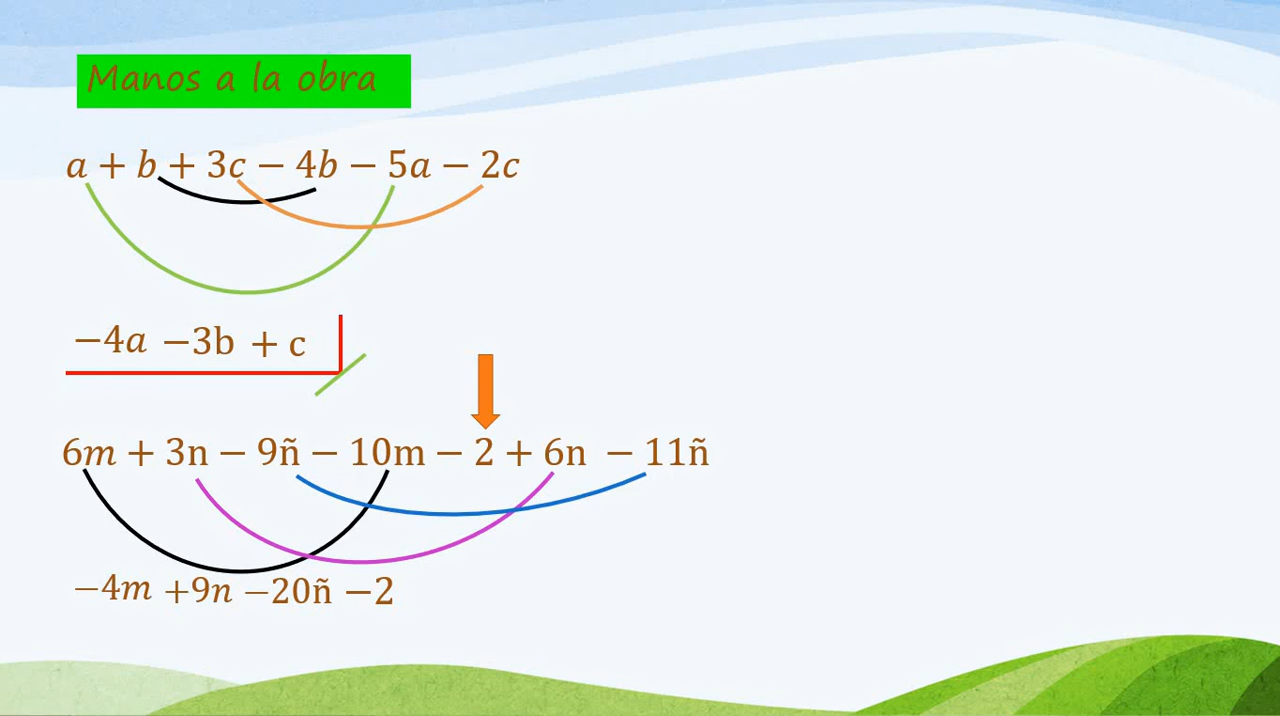 Manos a la obra
a + b + 3c − 4b − 5a − 2c
−4a −3b + c
6m + 3n − 9ñ − 10m − 2 + 6n − 11ñ
−4m +9n −20ñ −2